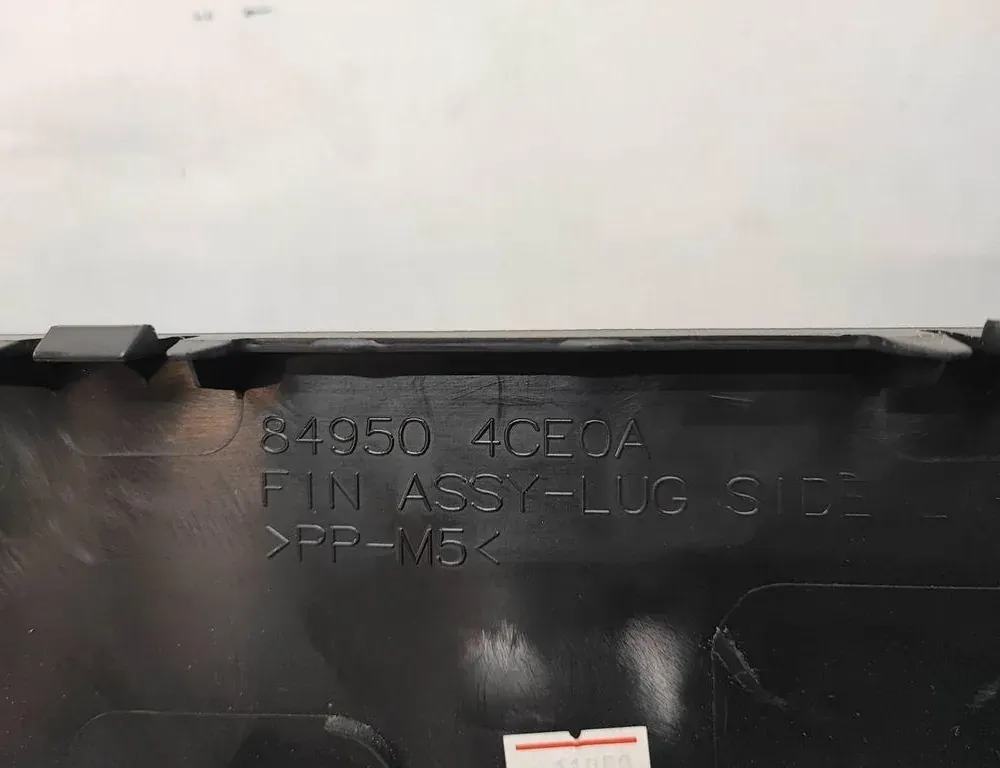 84950 4CE0A
FIN ASSY-LUG SIDE L
>PP-M5<